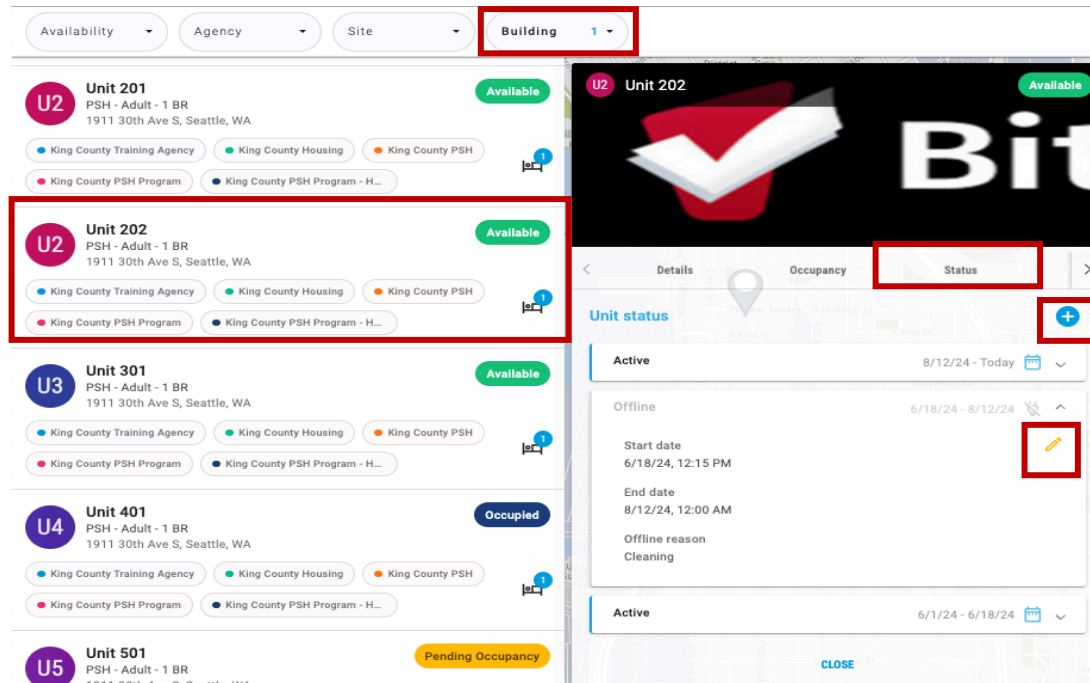 Availability
Agency
Site
Building 1
Unit 201
U2
PSH - Adult - 1 BR
1911 30th Ave S, Seattle, WA
Available
King County Training Agency
King County Housing
King County PSH
1
King County PSH Program
King County PSH Program - H...
Unit 202
U2
PSH - Adult - 1 BR
1911 30th Ave S, Seattle, WA
Available
King County Training Agency
King County Housing
King County PSH
1
King County PSH Program
King County PSH Program - H...
Unit 301
U3
PSH - Adult - 1 BR
1911 30th Ave S, Seattle, WA
Available
King County Training Agency
King County Housing
King County PSH
1
King County PSH Program
King County PSH Program - H...
Unit 401
U4
PSH - Adult - 1 BR
1911 30th Ave S, Seattle, WA
Occupied
King County Training Agency
King County Housing
King County PSH
1
King County PSH Program
King County PSH Program - H...
Unit 501
U5
PSH - Adult - 1 BR
Pending Occupancy
U2 Unit 202
Available
Bit
Details
Occupancy
Status
Unit status
Active
8/12/24 - Today
Offline
6/18/24 - 8/12/24
Start date
6/18/24, 12:15 PM
End date
8/12/24, 12:00 AM
Offline reason
Cleaning
Active
6/1/24 - 6/18/24
CLOSE